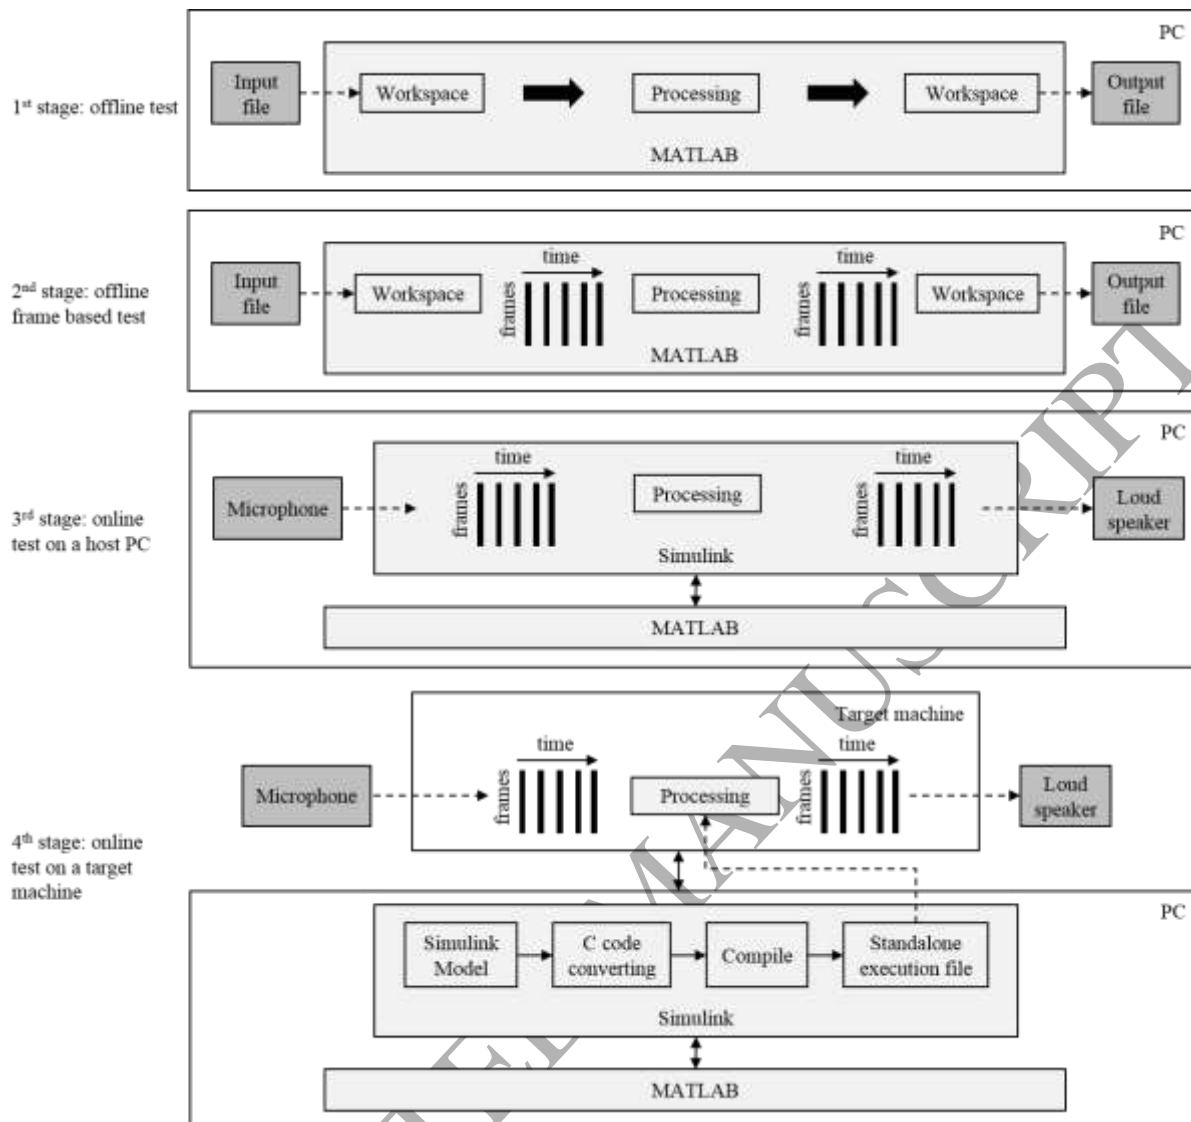 PC
1st stage: offline test
Input
file
Workspace
Processing
Workspace
Output
file
MATLAB
PC
2nd stage: offline
frame based test
Input
file
Workspace
time
frames
Processing
time
frames
Workspace
Output
file
MATLAB
PC
3rd stage: online
test on a host PC
Microphone
time
frames
Processing
time
frames
Loud
speaker
Simulink
MATLAB
4th stage: online
test on a target
machine
Target machine
Microphone
time
frames
Processing
time
frames
Loud
speaker
PC
Simulink
Model
C code
converting
Compile
Standalone
execution file
Simulink
MATLAB
MANUSCRIPT